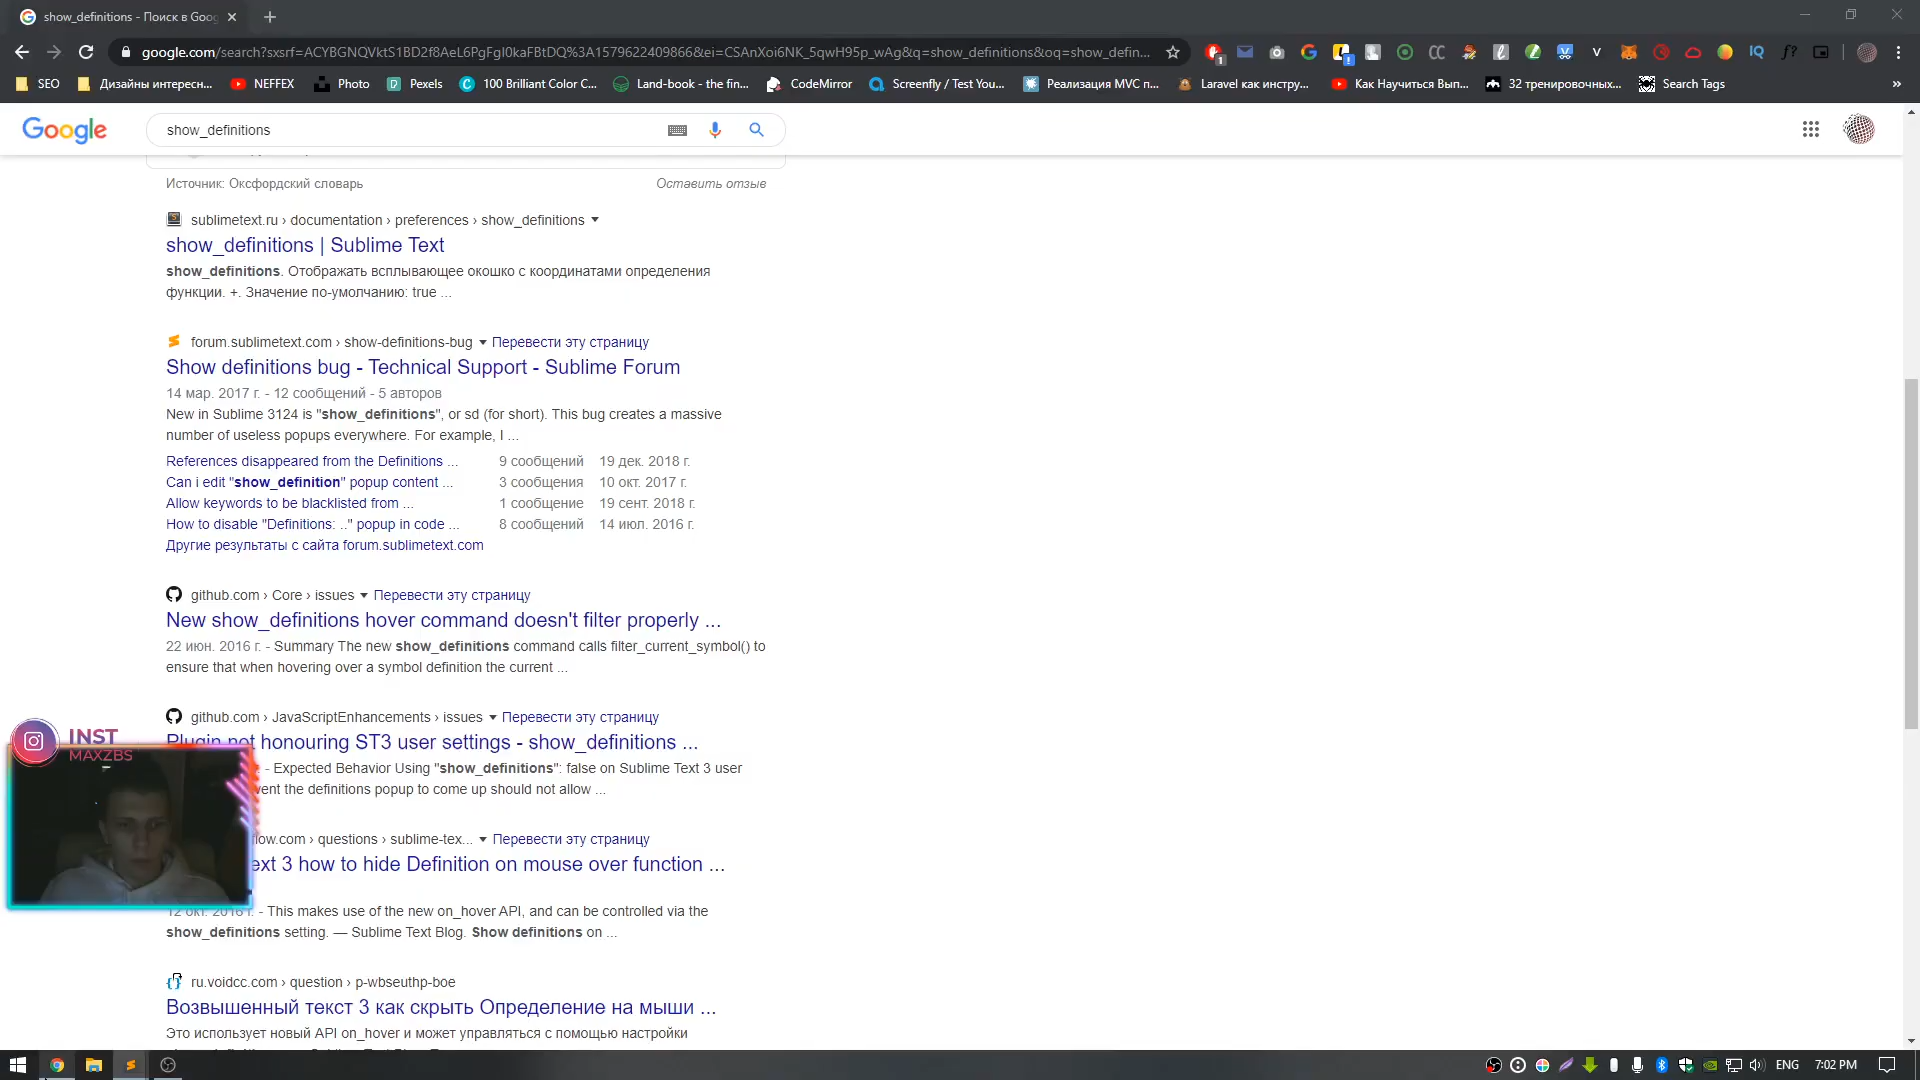 show_definitions - Поиск в Goog
google.com/search?sxsrf=ACYBGNQVktS1BD2f8AeL6PgFgI0kaFBtDQ%3A1579622409866&ei=CSAnXoi6NK_5qwH95p_wAg&q=show_definitions&oq=show_defin...
SEO Дизайны интересн... NEFFEX Photo Pexels 100 Brilliant Color C... Land-book - the fin... CodeMirror Screenfly / Test You... Реализация MVC п... Laravel как инстру... Как Научиться Вып... 32 тренировочных... Search Tags »
Google show_definitions
Источник: Оксфордский словарь Оставить отзыв
sublimetext.ru › documentation › preferences › show_definitions
show_definitions | Sublime Text
show_definitions. Отображать всплывающее окошко с координатами определения
функции. +. Значение по-умолчанию: true ...
forum.sublimetext.com › show-definitions-bug Перевести эту страницу
Show definitions bug - Technical Support - Sublime Forum
14 мар. 2017 г. - 12 сообщений - 5 авторов
New in Sublime 3124 is "show_definitions", or sd (for short). This bug creates a massive
number of useless popups everywhere. For example, I ...
References disappeared from the Definitions ... 9 сообщений 19 дек. 2018 г.
Can i edit "show_definition" popup content ... 3 сообщения 10 окт. 2017 г.
Allow keywords to be blacklisted from ... 1 сообщение 19 сент. 2018 г.
How to disable "Definitions: .." popup in code ... 8 сообщений 14 июл. 2016 г.
Другие результаты с сайта forum.sublimetext.com
github.com › Core › issues Перевести эту страницу
New show_definitions hover command doesn't filter properly ...
22 июн. 2016 г. - Summary The new show_definitions command calls filter_current_symbol() to
ensure that when hovering over a symbol definition the current ...
github.com › JavaScriptEnhancements › issues Перевести эту страницу
Plugin not honouring ST3 user settings - show_definitions ...
- Expected Behavior Using "show_definitions": false on Sublime Text 3 user
the definitions popup to come up should not allow ...
INST
MAXZBS
low.com › questions › sublime-tex... Перевести эту страницу
ext 3 how to hide Definition on mouse over function ...
12 окт. 2016 г. - This makes use of the new on_hover API, and can be controlled via the
show_definitions setting. — Sublime Text Blog. Show definitions on ...
ru.voidcc.com › question › p-wbseuthp-boe
Возвышенный текст 3 как скрыть Определение на мыши ...
Это использует новый API on_hover и может управляться с помощью настройки
ENG 7:02 PM